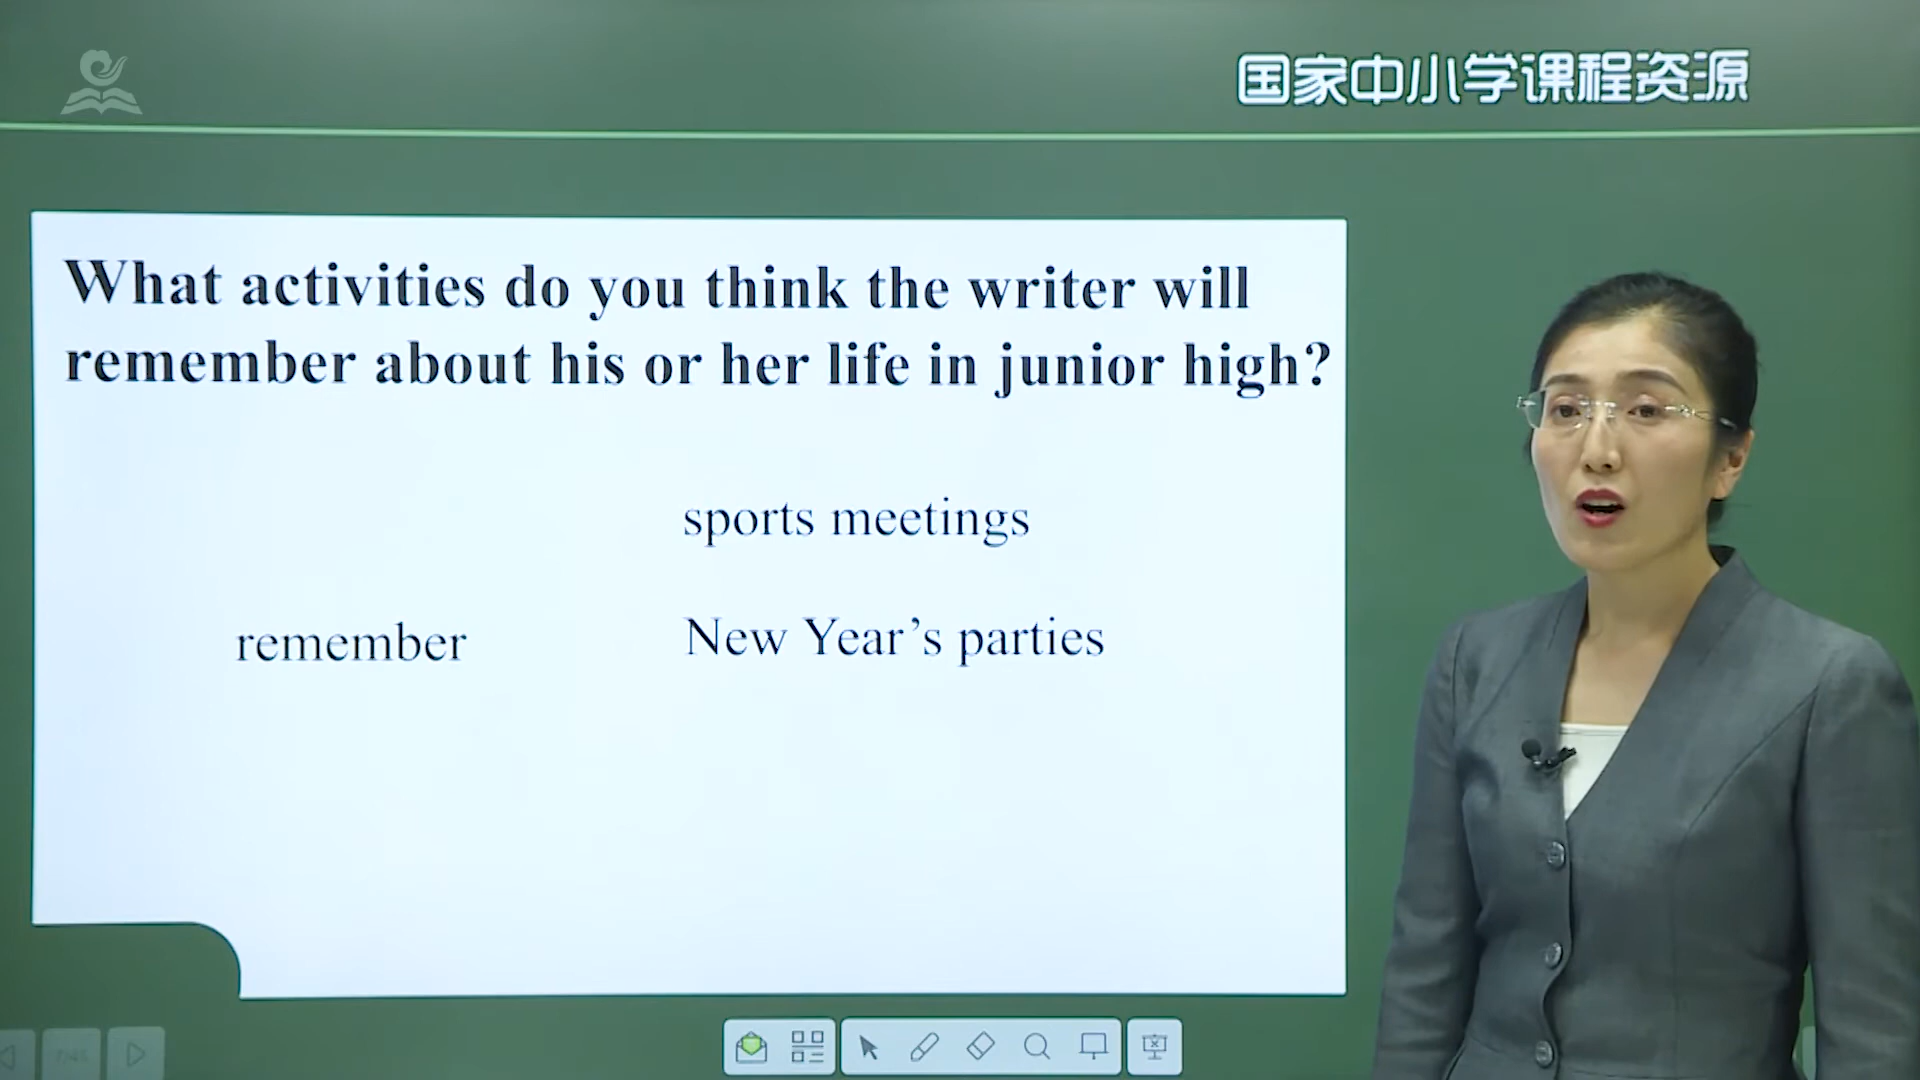 国家中小学课程资源
What activities do you think the writer will
remember about his or her life in junior high?
sports meetings
remember
New Year's parties